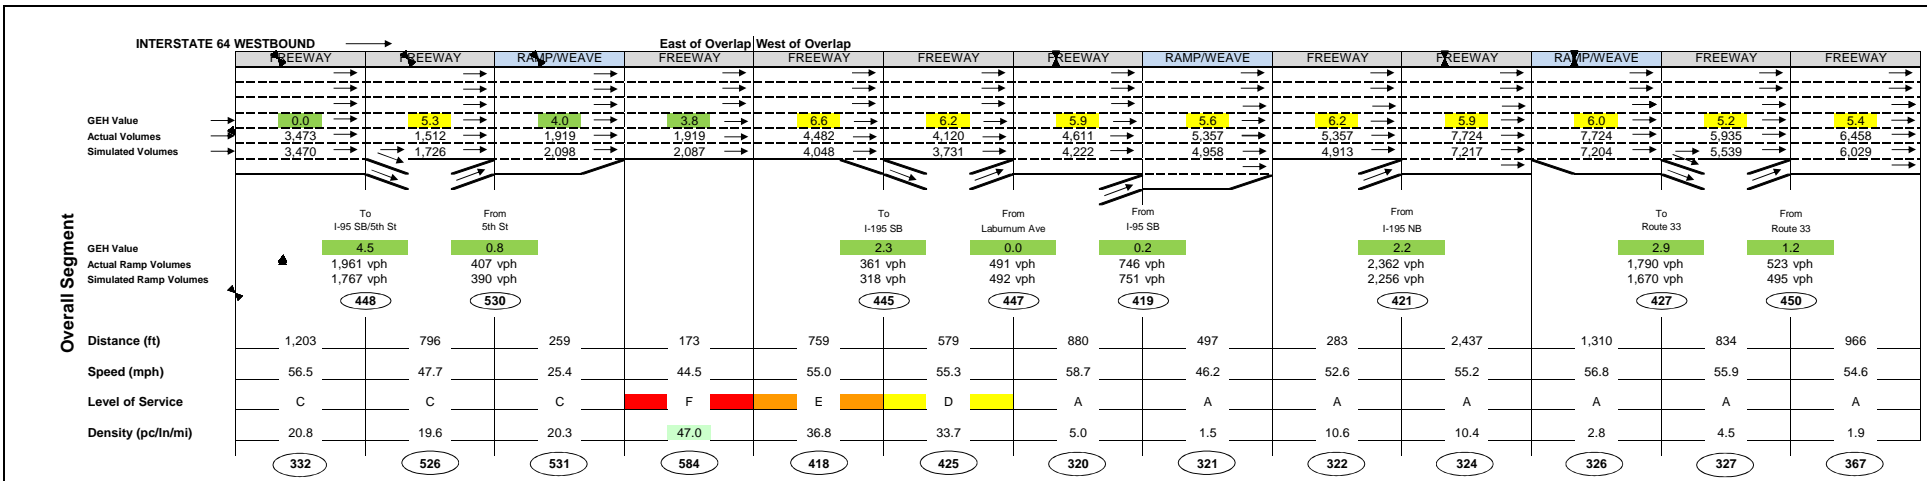 INTERSTATE 64 WESTBOUND East of Overlap West of Overlap
FREEWAY FREEWAY RAMP/WEAVE FREEWAY FREEWAY FREEWAY FREEWAY RAMP/WEAVE FREEWAY FREEWAY RAMP/WEAVE FREEWAY FREEWAY
GEH Value 0.0 5.3 4.0 3.8 6.6 6.2 5.9 5.6 6.2 5.9 6.0 5.2 5.4
Actual Volumes 3,473 1,512 1,919 1,919 4,482 4,120 4,611 5,357 5,357 7,724 7,724 5,935 6,458
Simulated Volumes 3,470 1,726 2,098 2,087 4,048 3,731 4,222 4,958 4,913 7,217 7,204 5,539 6,029
To From To From From From To From
I-95 SB/5th St 5th St I-195 SB Laburnum Ave I-95 SB I-195 NB Route 33 Route 33
GEH Value 4.5 0.8 2.3 0.0 0.2 2.2 2.9 1.2
Actual Ramp Volumes 1,961 vph 407 vph 361 vph 491 vph 746 vph 2,362 vph 1,790 vph 523 vph
Simulated Ramp Volumes 1,767 vph 390 vph 318 vph 492 vph 751 vph 2,256 vph 1,670 vph 495 vph
448 530 445 447 419 421 427 450
Overall Segment
Distance (ft) 1,203 796 259 173 759 579 880 497 283 2,437 1,310 834 966
Speed (mph) 56.5 47.7 25.4 44.5 55.0 55.3 58.7 46.2 52.6 55.2 56.8 55.9 54.6
Level of Service C C C F E D A A A A A A A
Density (pc/ln/mi) 20.8 19.6 20.3 47.0 36.8 33.7 5.0 1.5 10.6 10.4 2.8 4.5 1.9
332 526 531 584 418 425 320 321 322 324 326 327 367